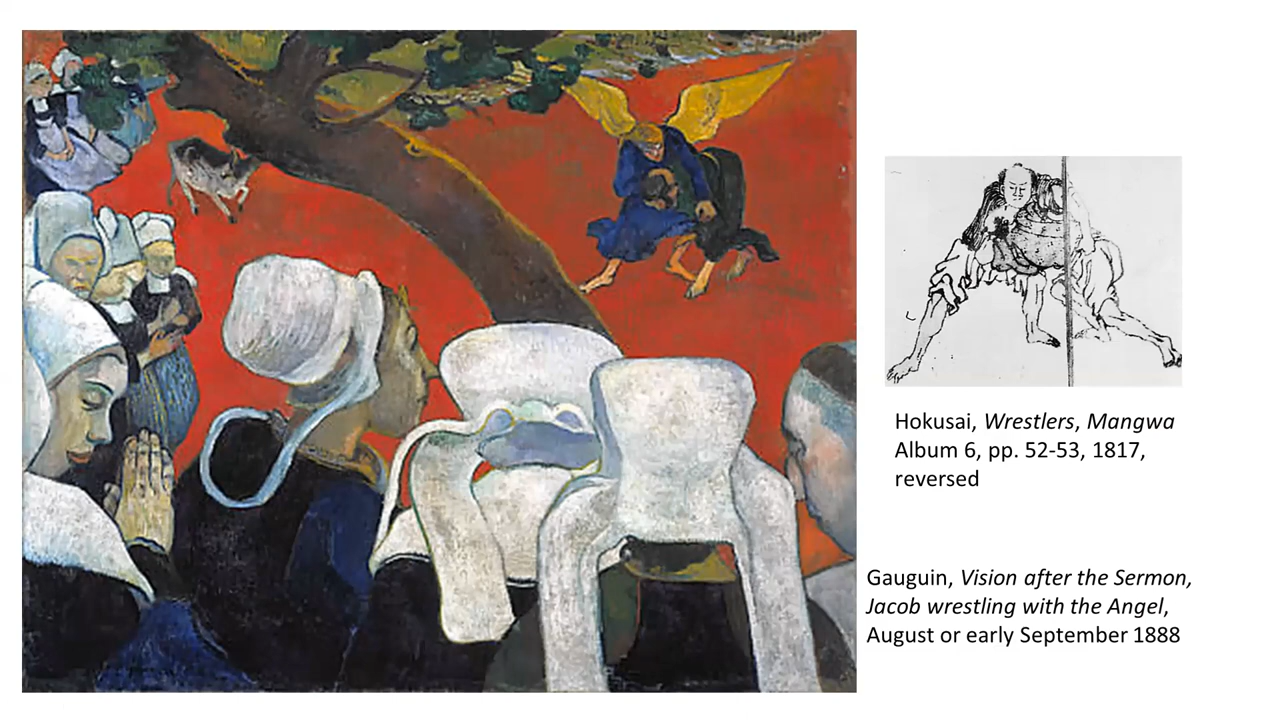 Hokusai, Wrestlers, Mangwa
Album 6, pp. 52-53, 1817,
reversed
Gauguin, Vision after the Sermon,
Jacob wrestling with the Angel,
August or early September 1888